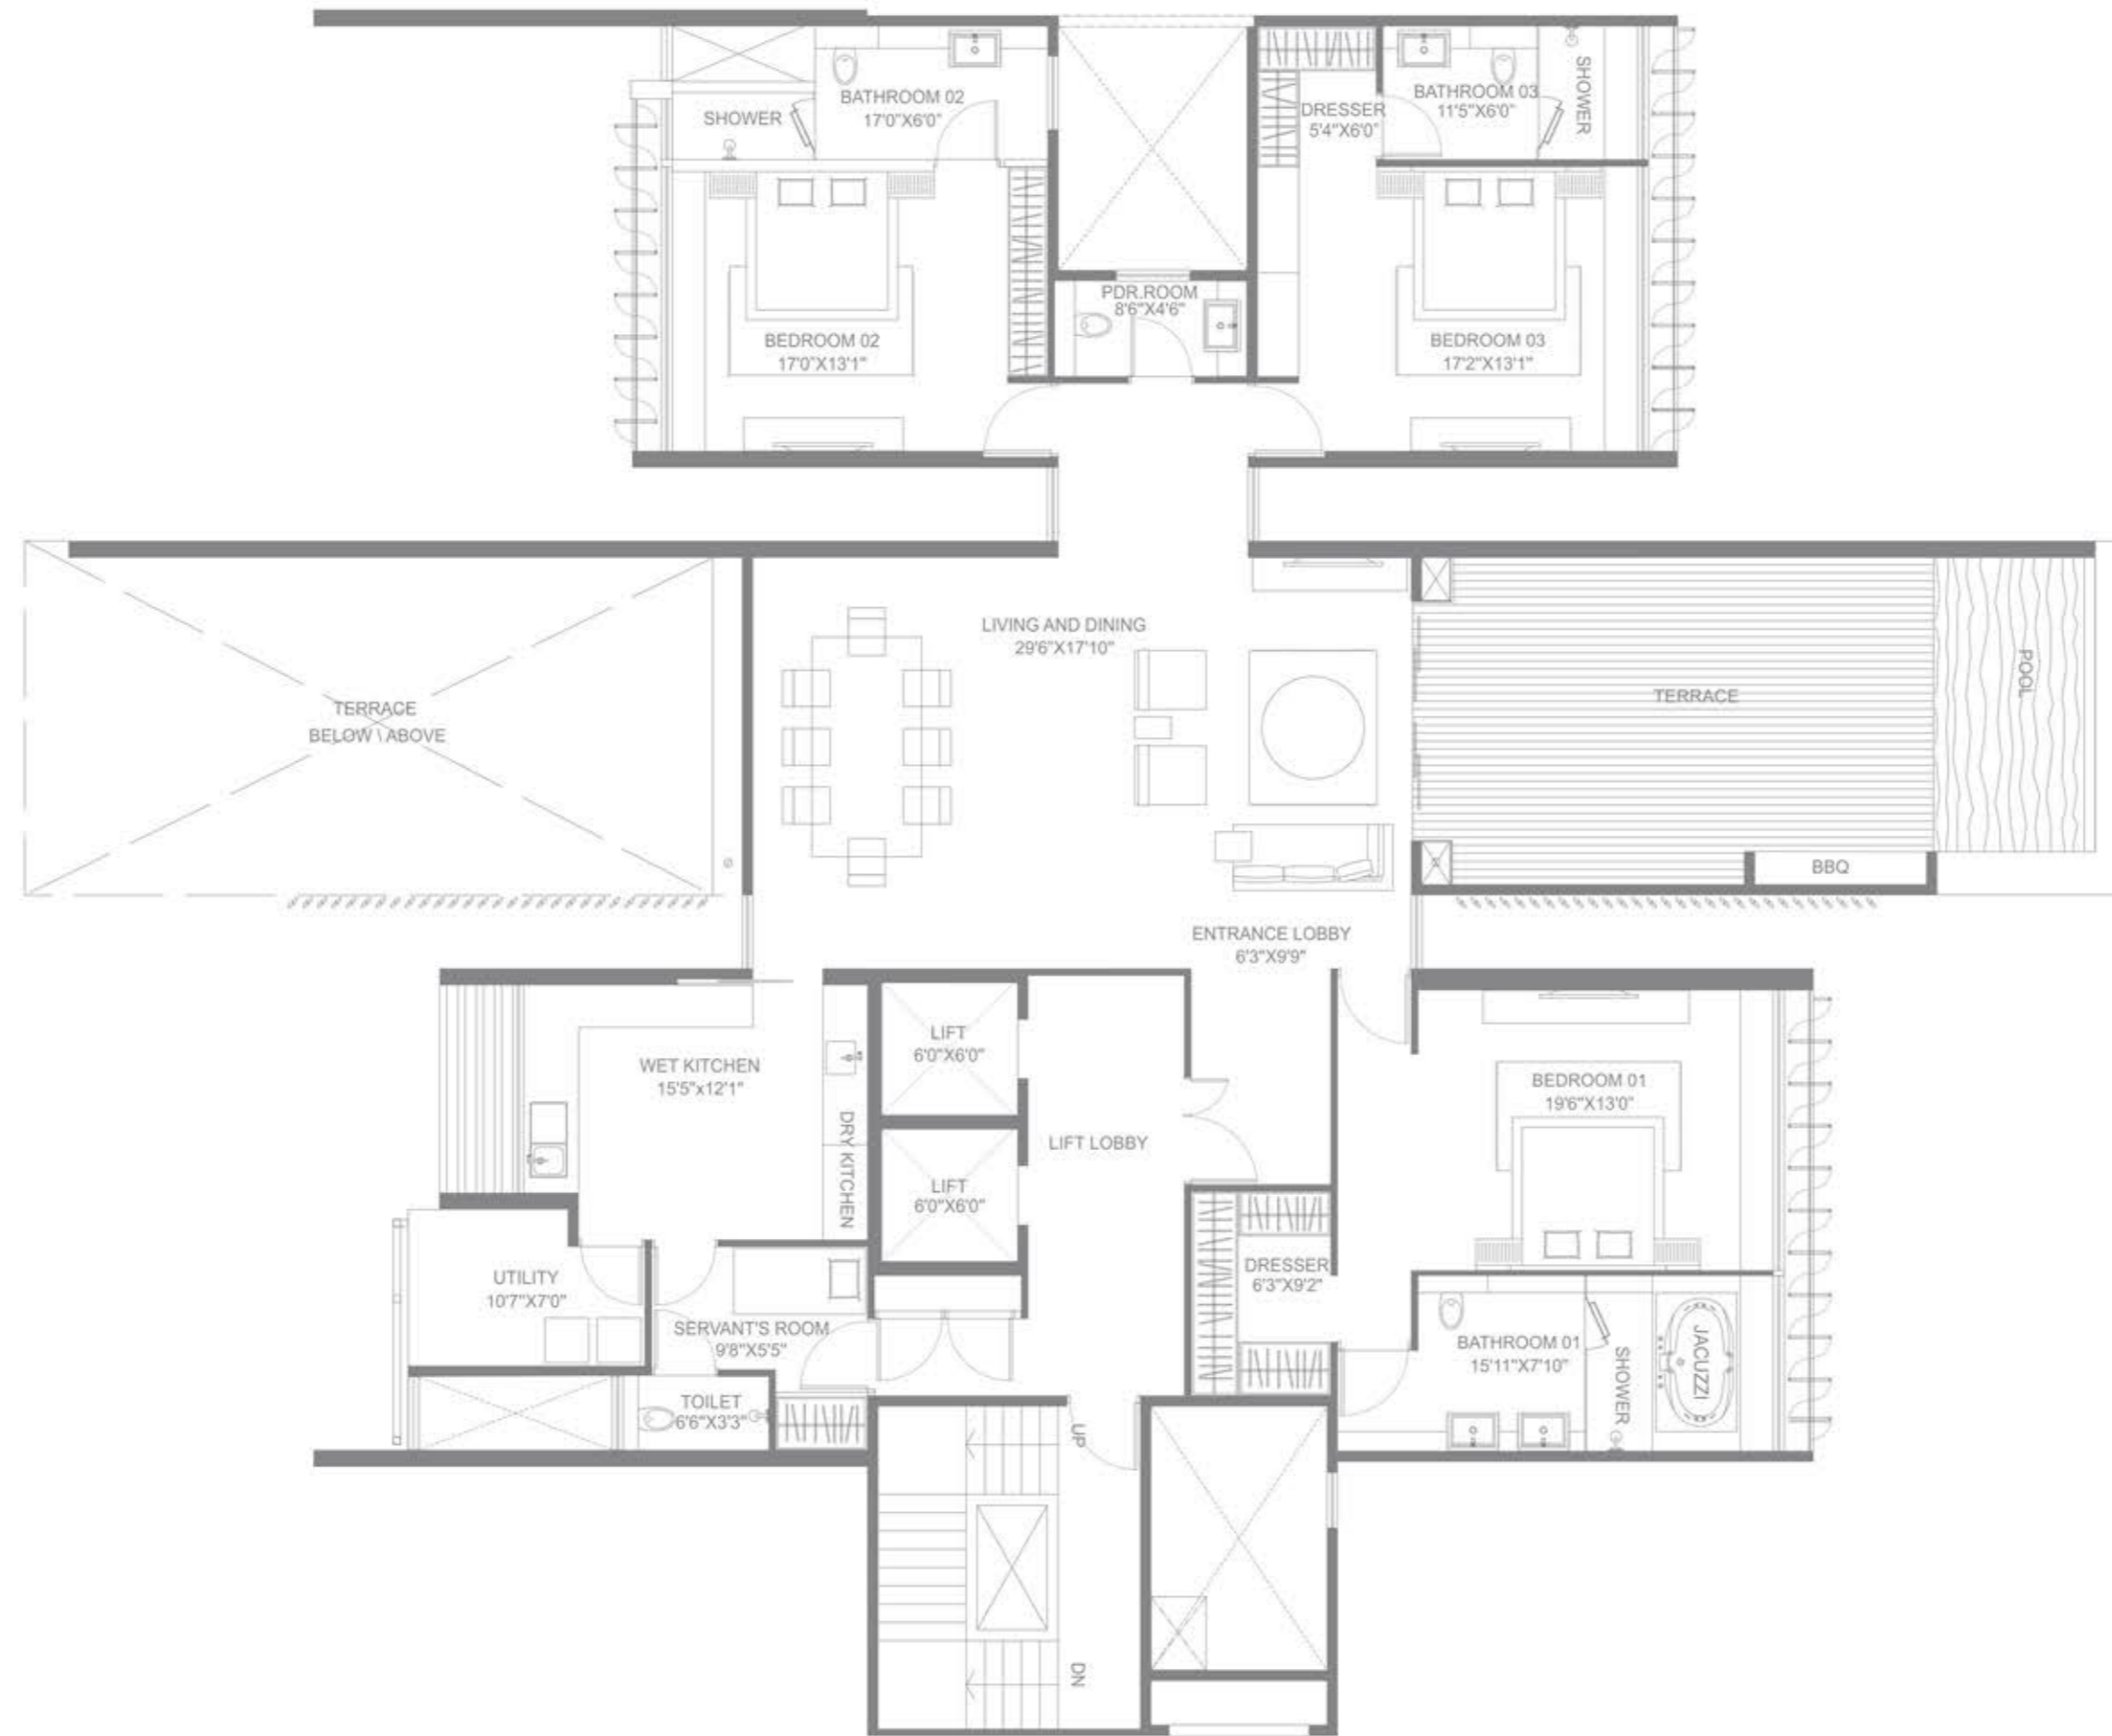 BATHROOM 02
17'0"X6'0"
SHOWER
DRESSER
5'4"X6'0"
BATHROOM 03
11'5"X6'0"
SHOWER
PDR.ROOM
8'6"X4'6"
BEDROOM 02
17'0"X13'1"
BEDROOM 03
17'2"X13'1"
LIVING AND DINING
29'6"X17'10"
TERRACE
BELOW \ ABOVE
TERRACE
POOL
BBQ
ENTRANCE LOBBY
6'3"X9'9"
LIFT
6'0"X6'0"
WET KITCHEN
15'5"x12'1"
DRY KITCHEN
LIFT LOBBY
BEDROOM 01
19'6"X13'0"
LIFT
6'0"X6'0"
UTILITY
10'7"X7'0"
DRESSER
6'3"X9'2"
SERVANT'S ROOM
9'8"X5'5"
BATHROOM 01
15'11"X7'10"
SHOWER
JACUZZI
TOILET
6'6"X3'3"
UP
DN